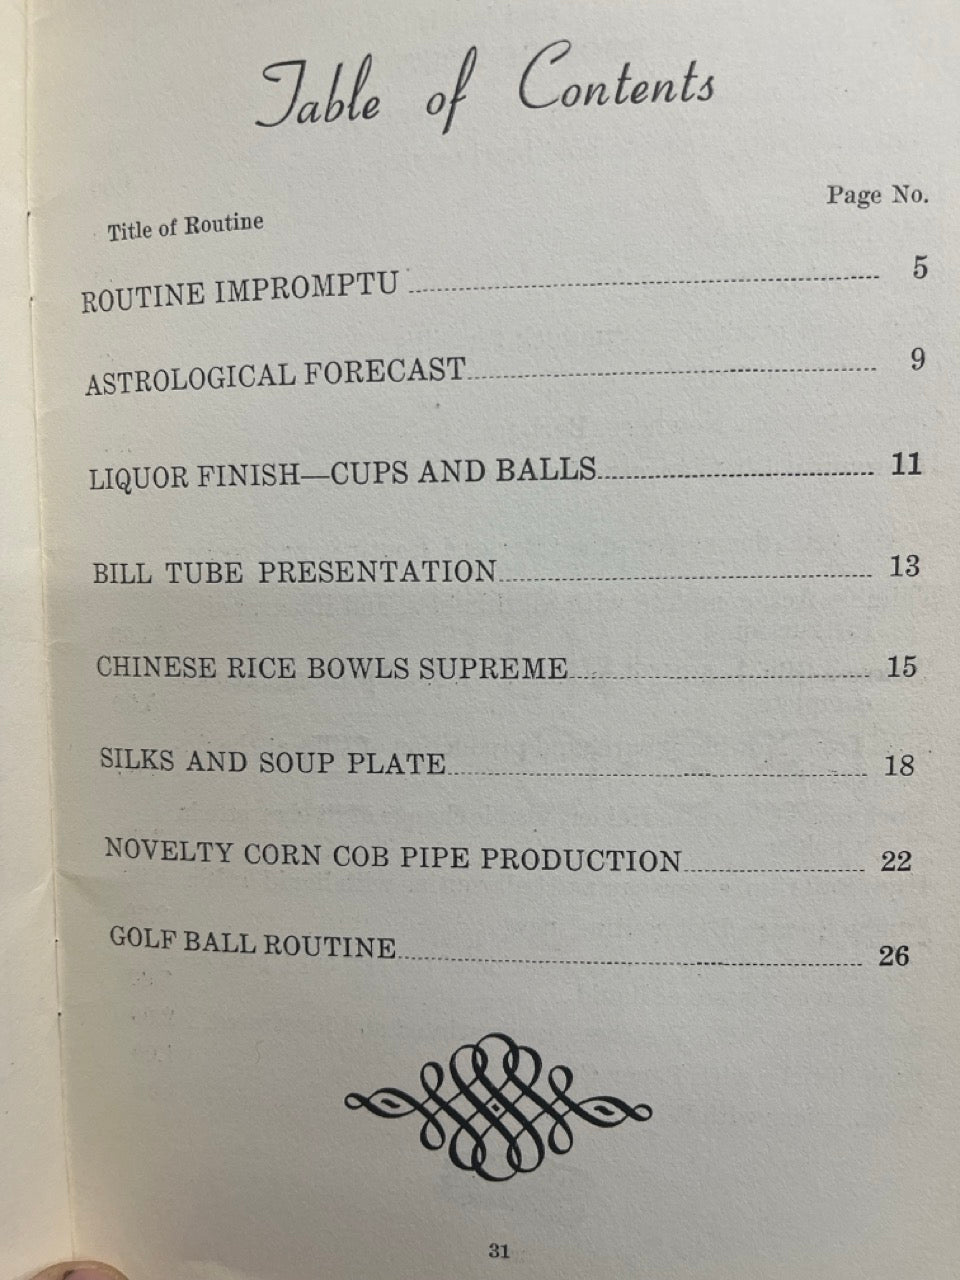 Table of Contents
Page No.
Title of Routine
ROUTINE IMPROMPTU 5
ASTROLOGICAL FORECAST 9
LIQUOR FINISH—CUPS AND BALLS 11
BILL TUBE PRESENTATION 13
CHINESE RICE BOWLS SUPREME 15
SILKS AND SOUP PLATE 18
NOVELTY CORN COB PIPE PRODUCTION 22
GOLF BALL ROUTINE 26
31